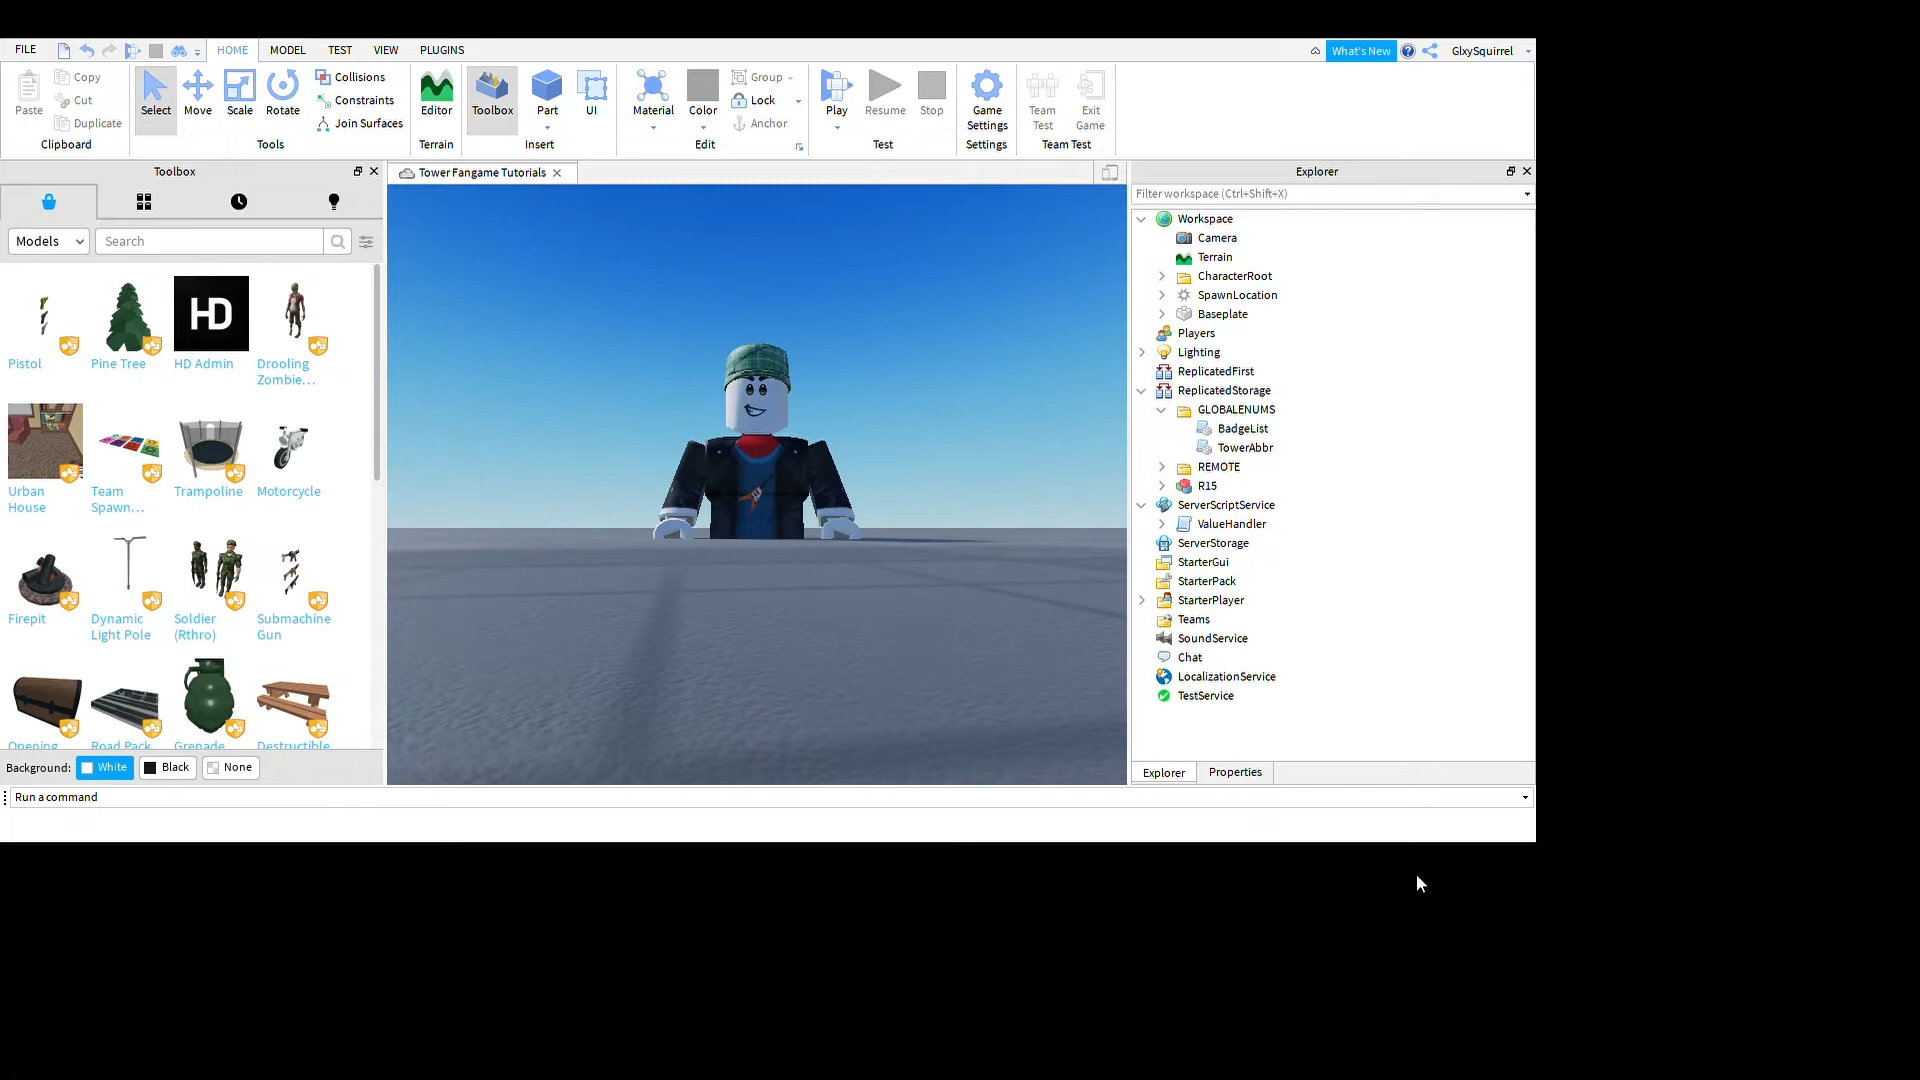 FILE HOME MODEL TEST VIEW PLUGINS What's New GlxySquirrel
Paste Copy Cut Duplicate
Clipboard
Select Move Scale Rotate Collisions Constraints Join Surfaces
Tools
Editor
Terrain
Toolbox Part UI
Insert
Material Color Group Lock Anchor
Edit
Play Resume Stop
Test
Game Settings
Settings
Team Test Exit Game
Team Test
Toolbox
Models Search
Pistol Pine Tree HD HD Admin Drooling
Zombie...
Urban Team Trampoline Motorcycle
House Spawn...
Firepit Dynamic Soldier Submachine
Light Pole (Rthro) Gun
Opening Road Pack Grenade Destructible
Background: White Black None
Run a command
Tower Fangame Tutorials
Explorer
Filter workspace (Ctrl+Shift+X)
Workspace
Camera
Terrain
CharacterRoot
SpawnLocation
Baseplate
Players
Lighting
ReplicatedFirst
ReplicatedStorage
GLOBALENUMS
BadgeList
TowerAbbr
REMOTE
R15
ServerScriptService
ValueHandler
ServerStorage
StarterGui
StarterPack
StarterPlayer
Teams
SoundService
Chat
LocalizationService
TestService
Explorer Properties